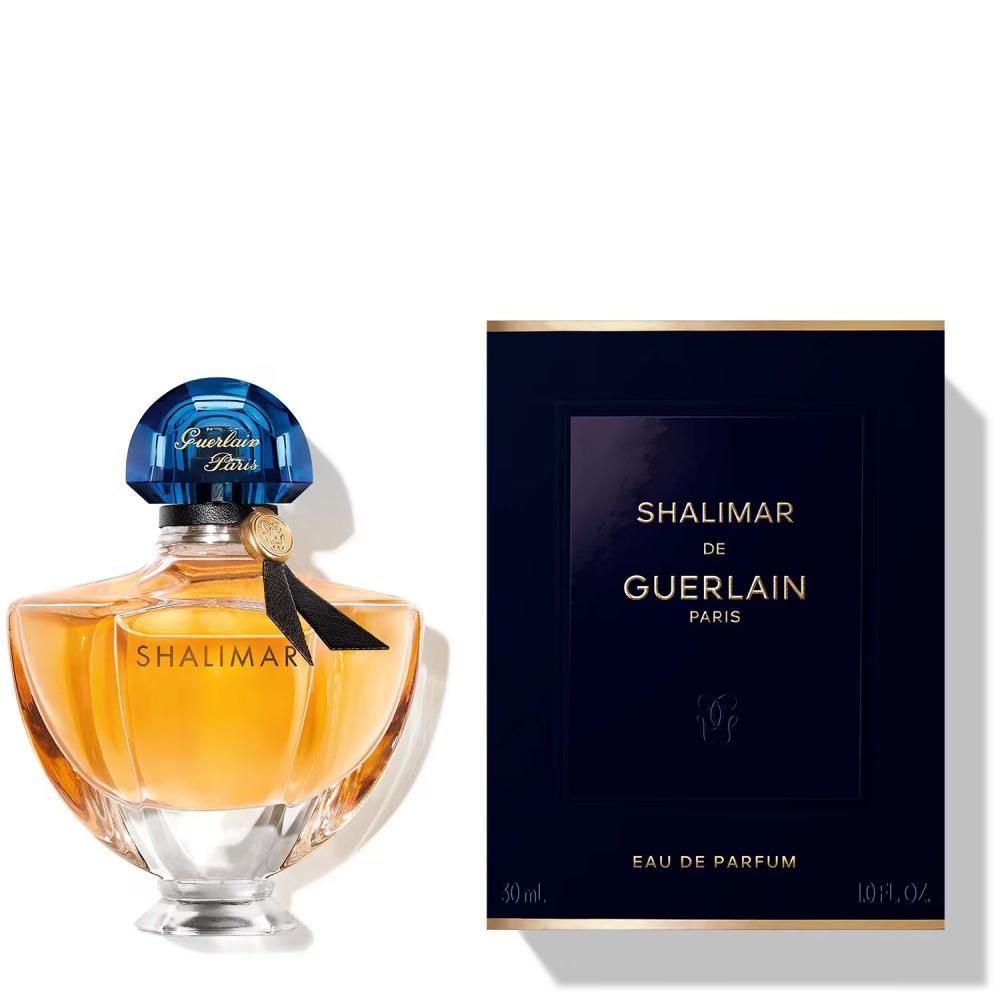 Guerlain
Paris
SHALIMAR
SHALIMAR
DE
GUERLAIN
PARIS
EAU DE PARFUM
30 mL
1.0 FL. OZ.